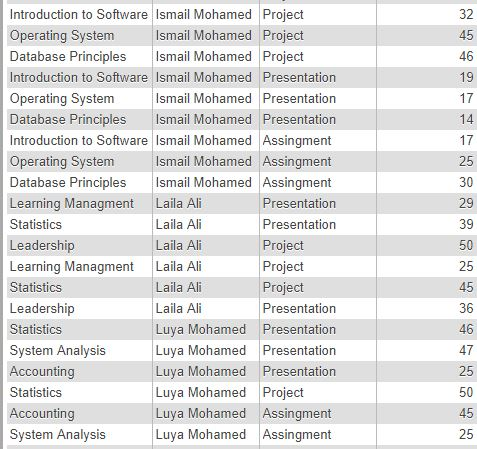 Introduction to Software Ismail Mohamed Project 32
Operating System Ismail Mohamed Project 45
Database Principles Ismail Mohamed Project 46
Introduction to Software Ismail Mohamed Presentation 19
Operating System Ismail Mohamed Presentation 17
Database Principles Ismail Mohamed Presentation 14
Introduction to Software Ismail Mohamed Assingment 17
Operating System Ismail Mohamed Assingment 25
Database Principles Ismail Mohamed Assingment 30
Learning Managment Laila Ali Presentation 29
Statistics Laila Ali Presentation 39
Leadership Laila Ali Project 50
Learning Managment Laila Ali Project 25
Statistics Laila Ali Project 45
Leadership Laila Ali Presentation 36
Statistics Luya Mohamed Presentation 46
System Analysis Luya Mohamed Presentation 47
Accounting Luya Mohamed Presentation 25
Statistics Luya Mohamed Project 50
Accounting Luya Mohamed Assingment 45
System Analysis Luya Mohamed Assingment 25